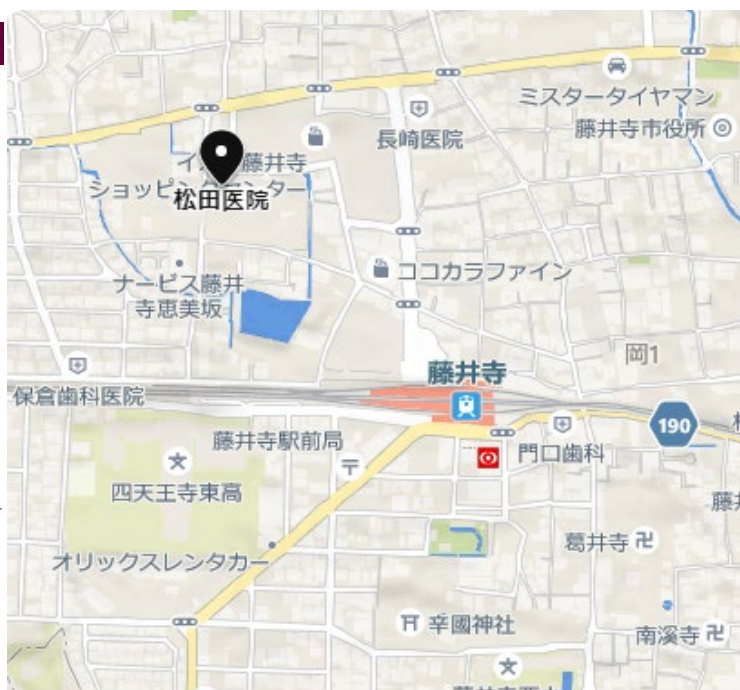 ミスタータイヤマン
藤井寺市役所
長崎医院
藤井寺
ショッピングセンター
松田医院
ココカラファイン
ナービス藤井
寺恵美坂
岡1
藤井寺
保倉歯科医院
190
藤井寺駅前局
門口歯科
四天王寺東高
葛井寺
オリックスレンタカー
辛國神社
南溪寺